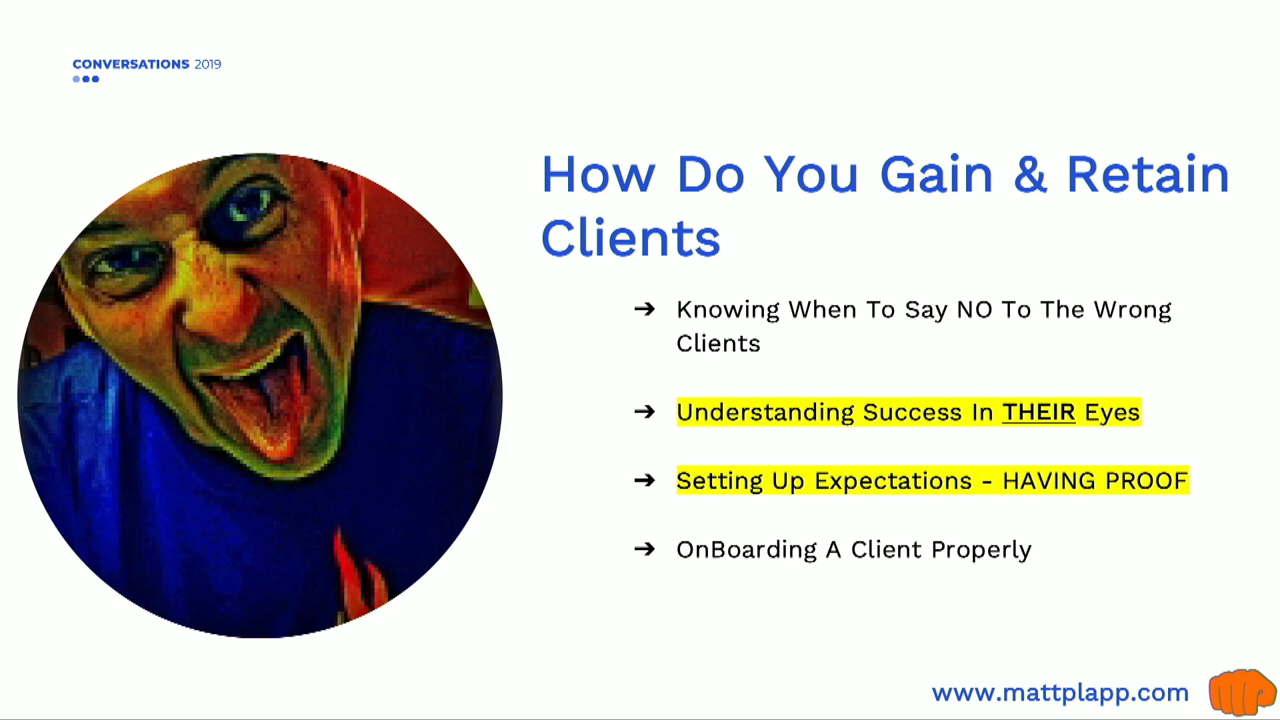 CONVERSATIONS 2019
How Do You Gain & Retain
Clients
➔ Knowing When To Say NO To The Wrong
Clients
➔ Understanding Success In THEIR Eyes
➔ Setting Up Expectations - HAVING PROOF
➔ OnBoarding A Client Properly
www.mattplapp.com